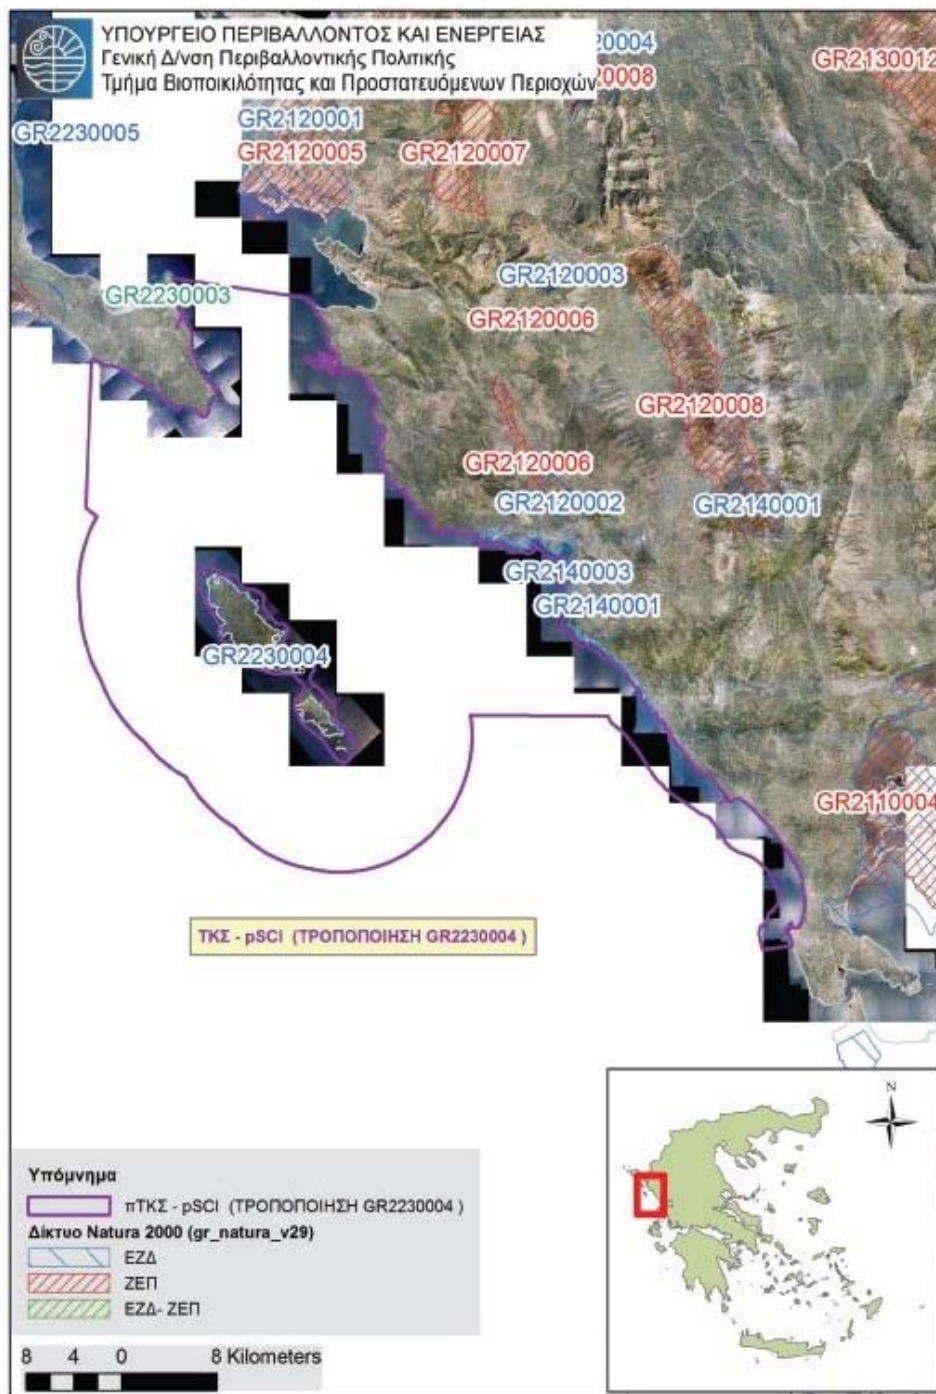 ΥΠΟΥΡΓΕΙΟ ΠΕΡΙΒΑΛΛΟΝΤΟΣ ΚΑΙ ΕΝΕΡΓΕΙΑΣ
Γενική Δ/νση Περιβαλλοντικής Πολιτικής
Τμήμα Βιοποικιλότητας και Προστατευόμενων Περιοχών
20004
20008
GR2130012
GR2230005
GR2120001
GR2120005
GR2120007
GR2120003
GR2230003
GR2120006
GR2120008
GR2120006
GR2120002
GR2140001
GR2140003
GR2140001
GR2230004
GR2110004
ΤΚΣ - pSCI (ΤΡΟΠΟΠΟΙΗΣΗ GR2230004 )
N
Υπόμνημα
πΤΚΣ - pSCI (ΤΡΟΠΟΠΟΙΗΣΗ GR2230004 )
Δίκτυο Natura 2000 (gr_natura_v29)
ΕΖΔ
ΖΕΠ
ΕΖΔ- ΖΕΠ
8 4 0 8 Kilometers